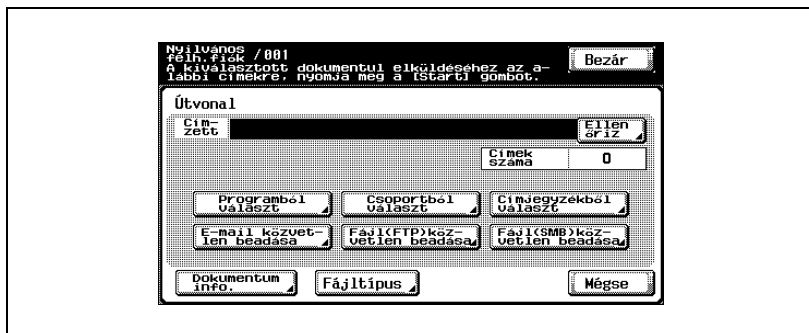 Nyilvános
félh.fiók /001
A kiválasztott dokumentul elküldéséhez az a-
lábbi címekre, nyomja meg a [Start] gombot.
Bezár
Útvonal
Cím-
zett
Ellen
őriz
Címek
száma
0
Programból
választ
Csoportból
választ
Címjegyzékből
választ
E-mail közvet-
len beadása
Fájl(FTP)köz-
vetlen beadása
Fájl(SMB)köz-
vetlen beadása
Dokumentum
info.
Fájltípus
Mégse